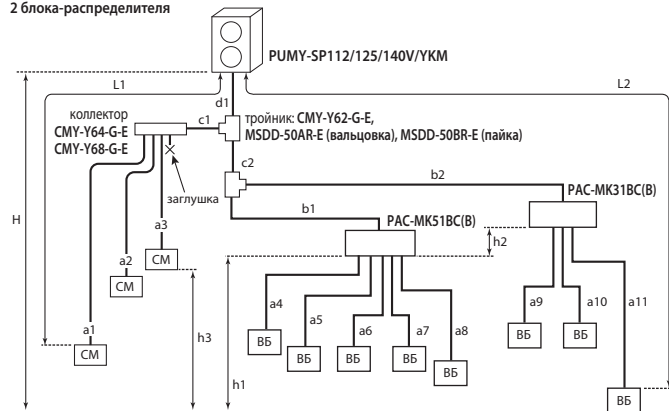 2 блока-распределителя
PUMY-SP112/125/140V/YKM
L1
L2
d1
коллектор
CMY-Y64-G-E
CMY-Y68-G-E
c1
тройник: CMY-Y62-G-E,
MSDD-50AR-E (вальцовка), MSDD-50BR-E (пайка)
c2
заглушка
b2
PAC-MK31BC(B)
H
b1
PAC-MK51BC(B)
h2
a3
a2
СМ
СМ
a1
h3
СМ
a4
a5
a6
a7
a8
a9
a10
a11
ВБ
ВБ
ВБ
ВБ
ВБ
ВБ
ВБ
h1
ВБ